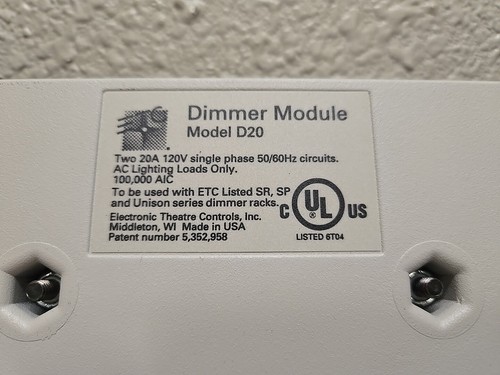 ETC
Dimmer Module
Model D20
Two 20A 120V single phase 50/60Hz circuits.
AC Lighting Loads Only.
100,000 AIC
To be used with ETC Listed SR, SP
and Unison series dimmer racks.
Electronic Theatre Controls, Inc.
Middleton, WI Made in USA
Patent number 5,352,958
C UL ® US
LISTED 6T04